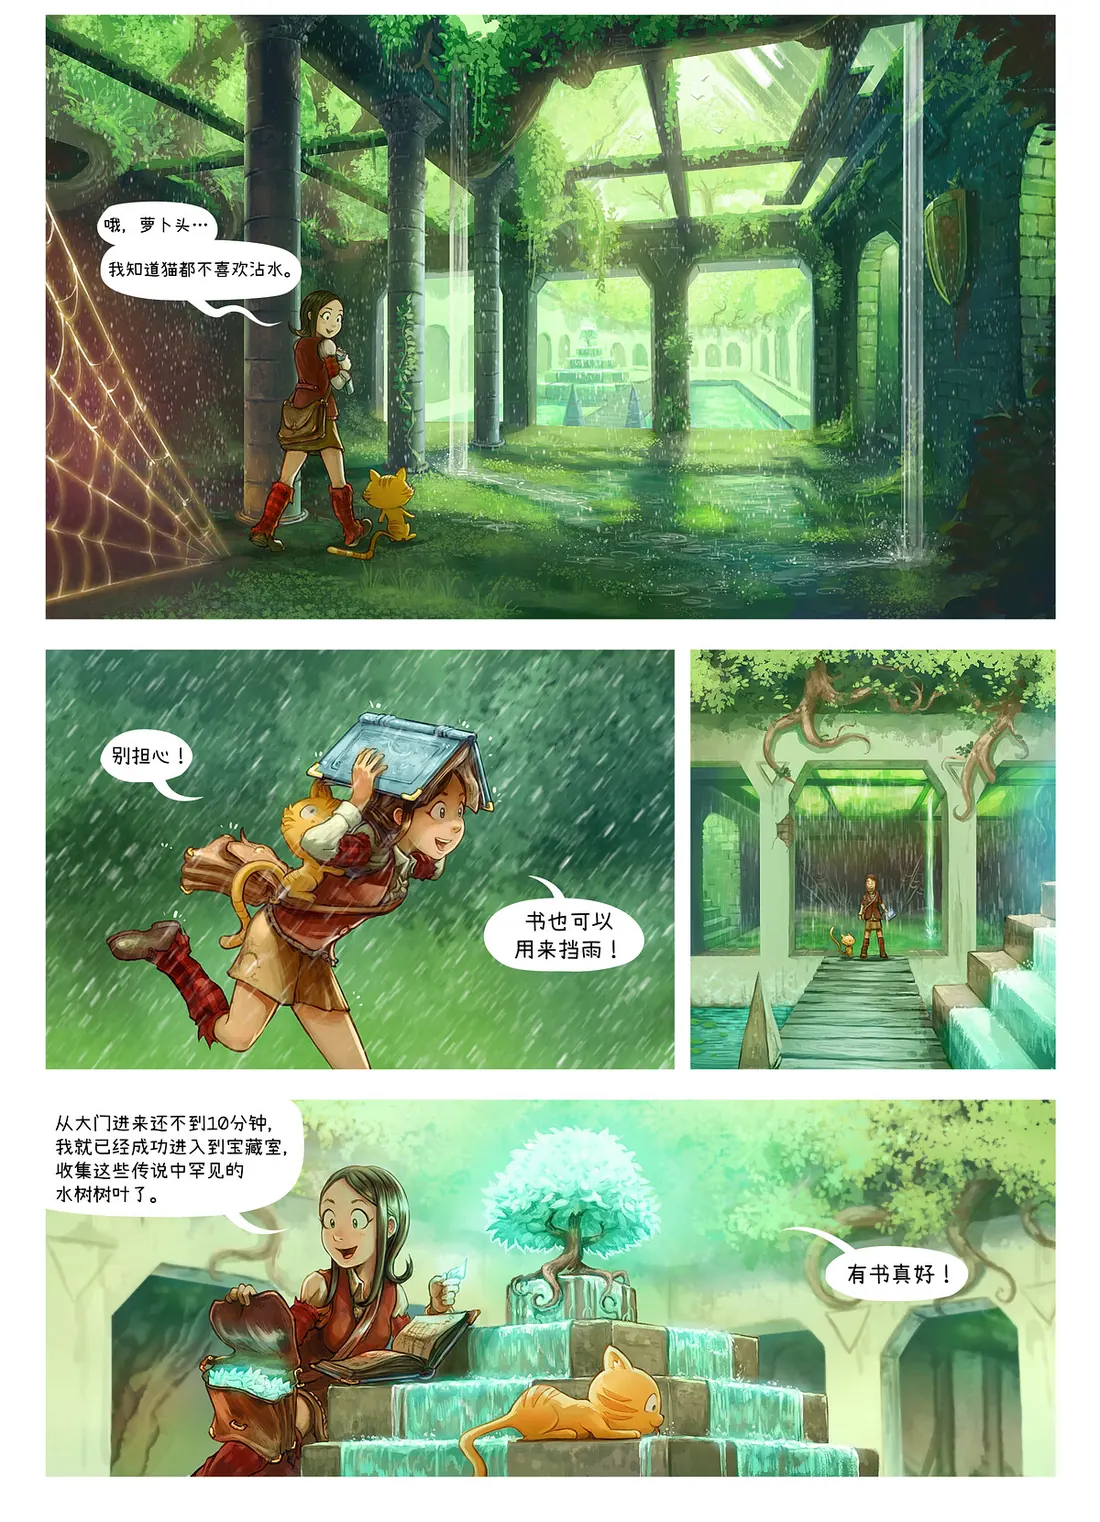 哦，萝卜头…
我知道猫都不喜欢沾水。
别担心！
书也可以
用来挡雨！
从大门进来还不到10分钟，
我就已经成功进入到宝藏室，
收集这些传说中罕见的
水树树叶了。
有书真好！